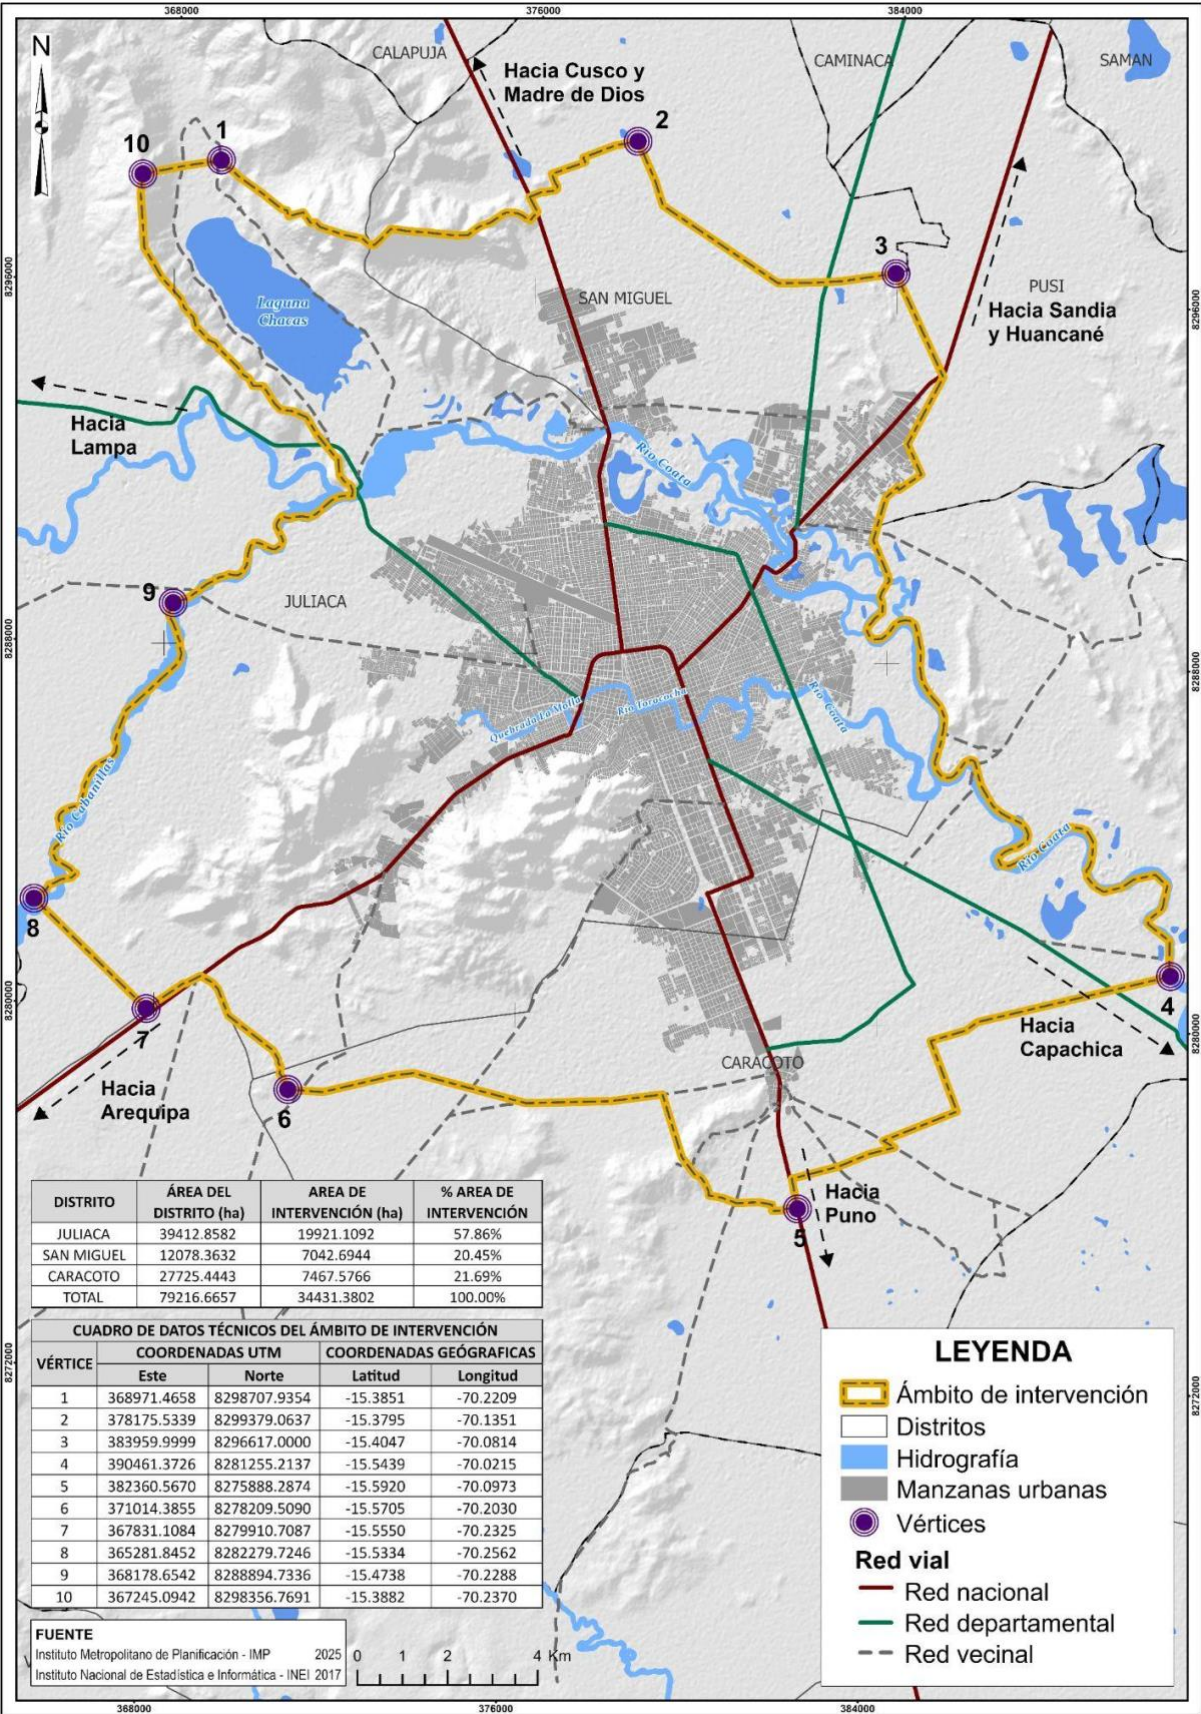 368000
376000
384000
N
CALAPUJA
Hacia Cusco y
Madre de Dios
CAMINACA
SAMAN
10
1
2
3
8296000
8296000
Laguna
Chacas
SAN MIGUEL
PUSI
Hacia Sandia
y Huancané
Hacia
Lampa
Río Coata
9
JULIACA
8288000
8288000
Quebrada La Molla
Río Torococha
Río Coata
Río Cabanillas
Río Coata
8
7
8280000
8280000
4
Hacia
Capachica
CARACOTO
Hacia
Arequipa
6
Hacia
Puno
5
DISTRITO ÁREA DEL DISTRITO (ha) AREA DE INTERVENCIÓN (ha) % AREA DE INTERVENCIÓN
JULIACA 39412.8582 19921.1092 57.86%
SAN MIGUEL 12078.3632 7042.6944 20.45%
CARACOTO 27725.4443 7467.5766 21.69%
TOTAL 79216.6657 34431.3802 100.00%
CUADRO DE DATOS TÉCNICOS DEL ÁMBITO DE INTERVENCIÓN
VÉRTICE COORDENADAS UTM COORDENADAS GEÓGRAFICAS
Este Norte Latitud Longitud
1 368971.4658 8298707.9354 -15.3851 -70.2209
2 378175.5339 8299379.0637 -15.3795 -70.1351
3 383959.9999 8296617.0000 -15.4047 -70.0814
4 390461.3726 8281255.2137 -15.5439 -70.0215
5 382360.5670 8275888.2874 -15.5920 -70.0973
6 371014.3855 8278209.5090 -15.5705 -70.2030
7 367831.1084 8279910.7087 -15.5550 -70.2325
8 365281.8452 8282279.7246 -15.5334 -70.2562
9 368178.6542 8288894.7336 -15.4738 -70.2288
10 367245.0942 8298356.7691 -15.3882 -70.2370
8272000
8272000
FUENTE
Instituto Metropolitano de Planificación - IMP 2025
Instituto Nacional de Estadística e Informática - INEI 2017
0 1 2 4 Km
LEYENDA
Ámbito de intervención
Distritos
Hidrografía
Manzanas urbanas
Vértices
Red vial
Red nacional
Red departamental
Red vecinal
368000
376000
384000